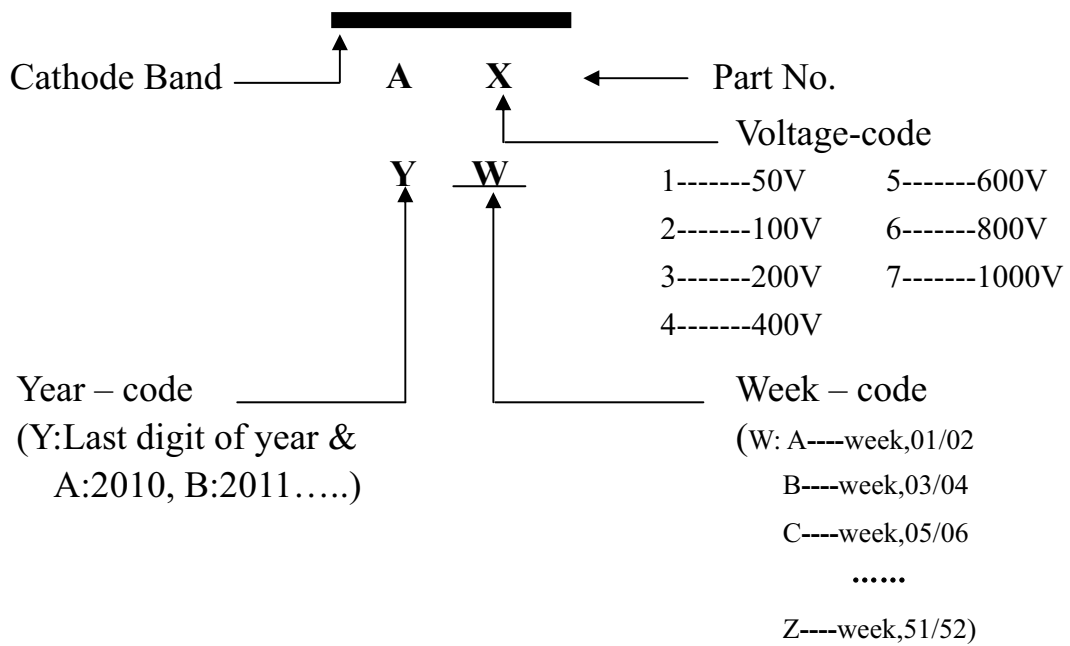 Cathode Band A X Part No.
Voltage-code
Y W
1-------50V 5-------600V
2-------100V 6-------800V
3-------200V 7-------1000V
4-------400V
Year – code Week – code
(Y:Last digit of year & (W: A----week,01/02
A:2010, B:2011…..) B----week,03/04
C----week,05/06
……
Z----week,51/52)